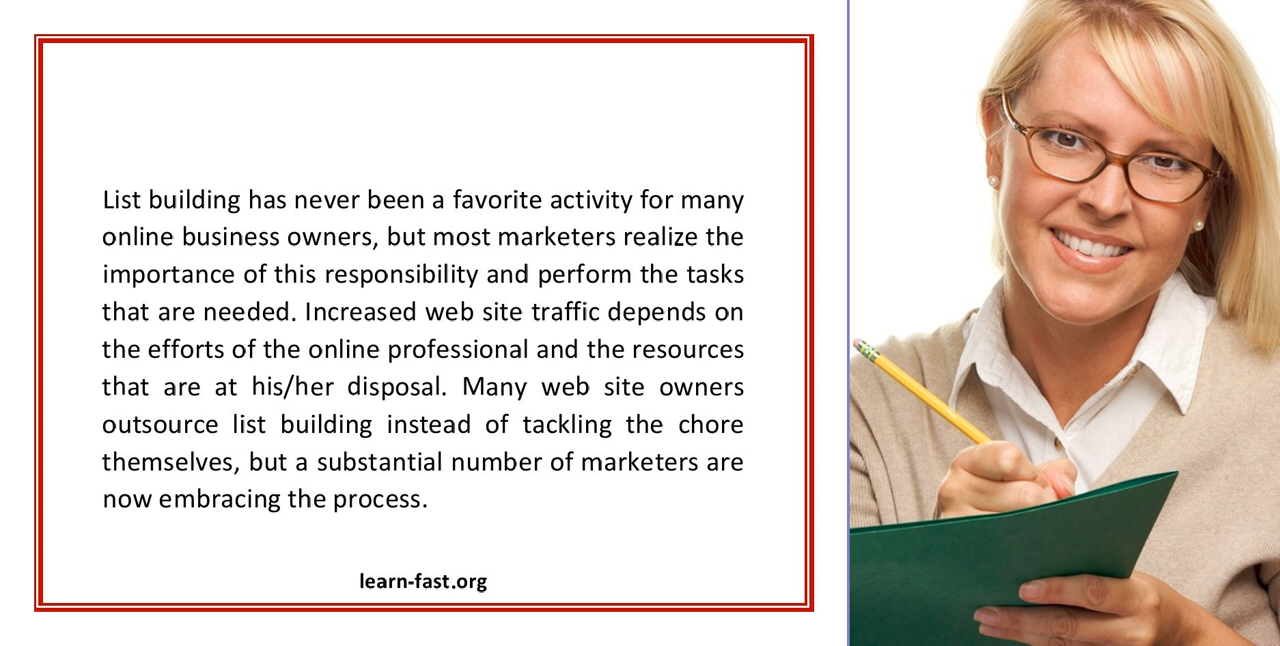 List building has never been a favorite activity for many
online business owners, but most marketers realize the
importance of this responsibility and perform the tasks
that are needed. Increased web site traffic depends on
the efforts of the online professional and the resources
that are at his/her disposal. Many web site owners
outsource list building instead of tackling the chore
themselves, but a substantial number of marketers are
now embracing the process.
learn-fast.org